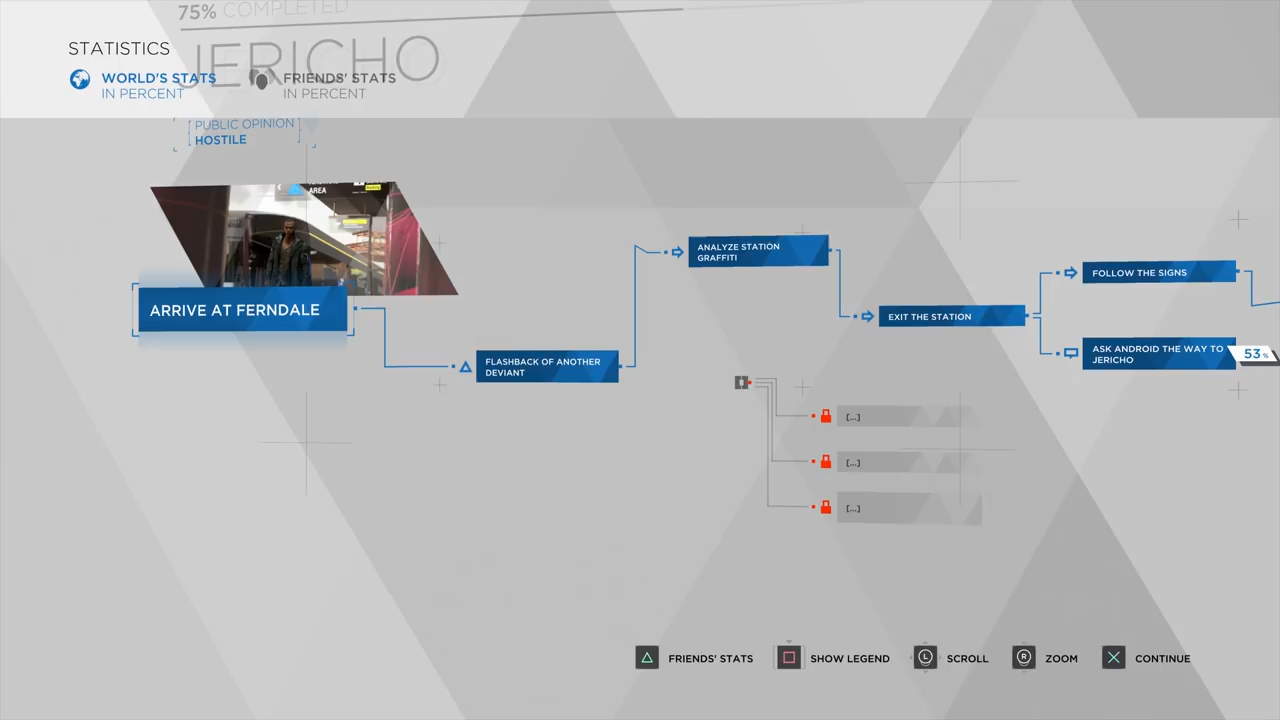 75% COMPLETED
JERICHO
STATISTICS
WORLD'S STATS
IN PERCENT
FRIENDS' STATS
IN PERCENT
PUBLIC OPINION
HOSTILE
AREA
ARRIVE AT FERNDALE
FLASHBACK OF ANOTHER
DEVIANT
ANALYZE STATION
GRAFFITI
EXIT THE STATION
FOLLOW THE SIGNS
ASK ANDROID THE WAY TO
JERICHO
53%
[...]
[...]
[...]
FRIENDS' STATS
SHOW LEGEND
L
SCROLL
R
ZOOM
CONTINUE